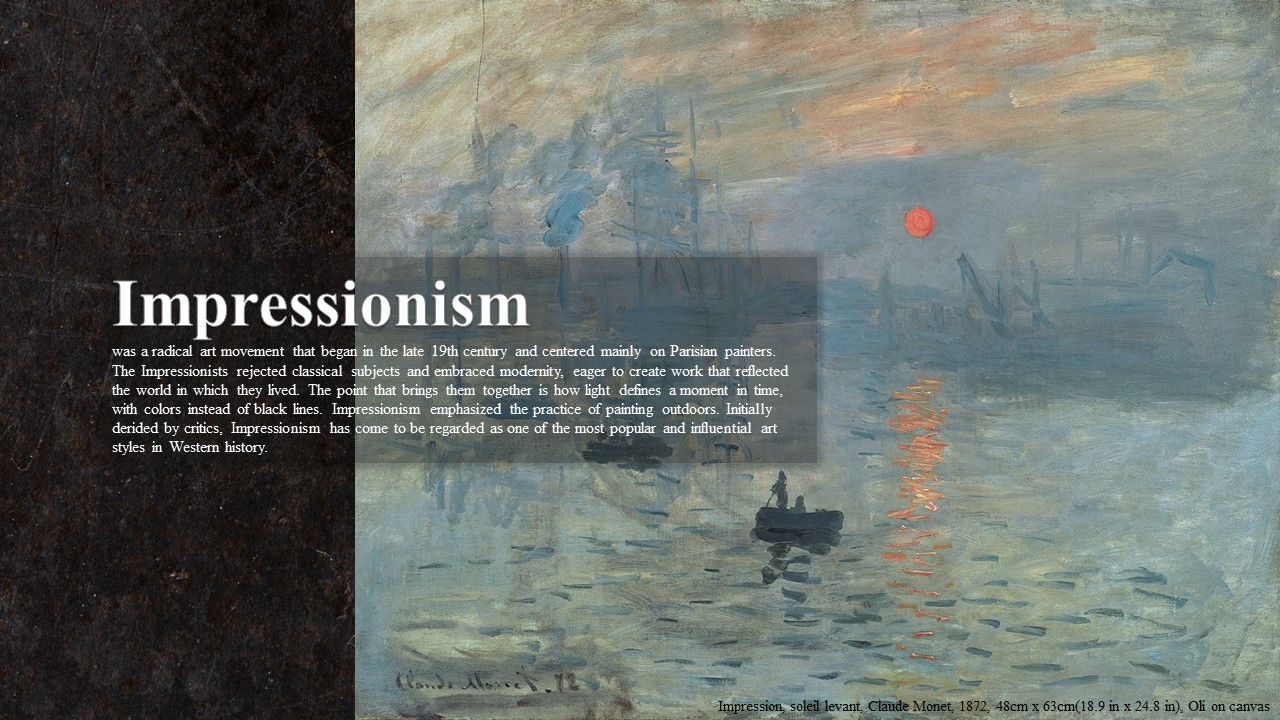 Impressionism
was a radical art movement that began in the late 19th century and centered mainly on Parisian painters.
The Impressionists rejected classical subjects and embraced modernity, eager to create work that reflected
the world in which they lived. The point that brings them together is how light defines a moment in time,
with colors instead of black lines. Impressionism emphasized the practice of painting outdoors. Initially
derided by critics, Impressionism has come to be regarded as one of the most popular and influential art
styles in Western history.
Claude Monet. 72
Impression, soleil levant, Claude Monet, 1872, 48cm x 63cm(18.9 in x 24.8 in), Oli on canvas